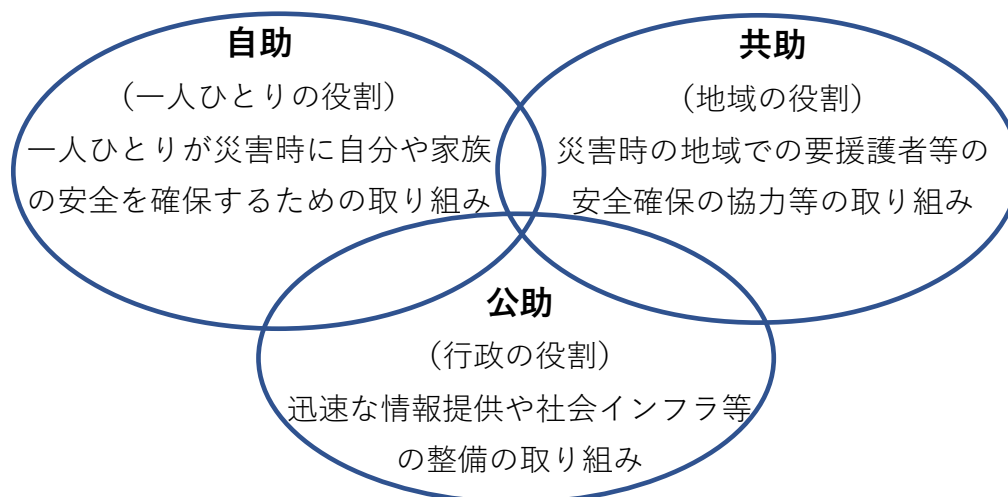 自助
(一人ひとりの役割)
一人ひとりが災害時に自分や家族
の安全を確保するための取り組み
共助
(地域の役割)
災害時の地域での要援護者等の
安全確保の協力等の取り組み
公助
(行政の役割)
迅速な情報提供や社会インフラ等
の整備の取り組み